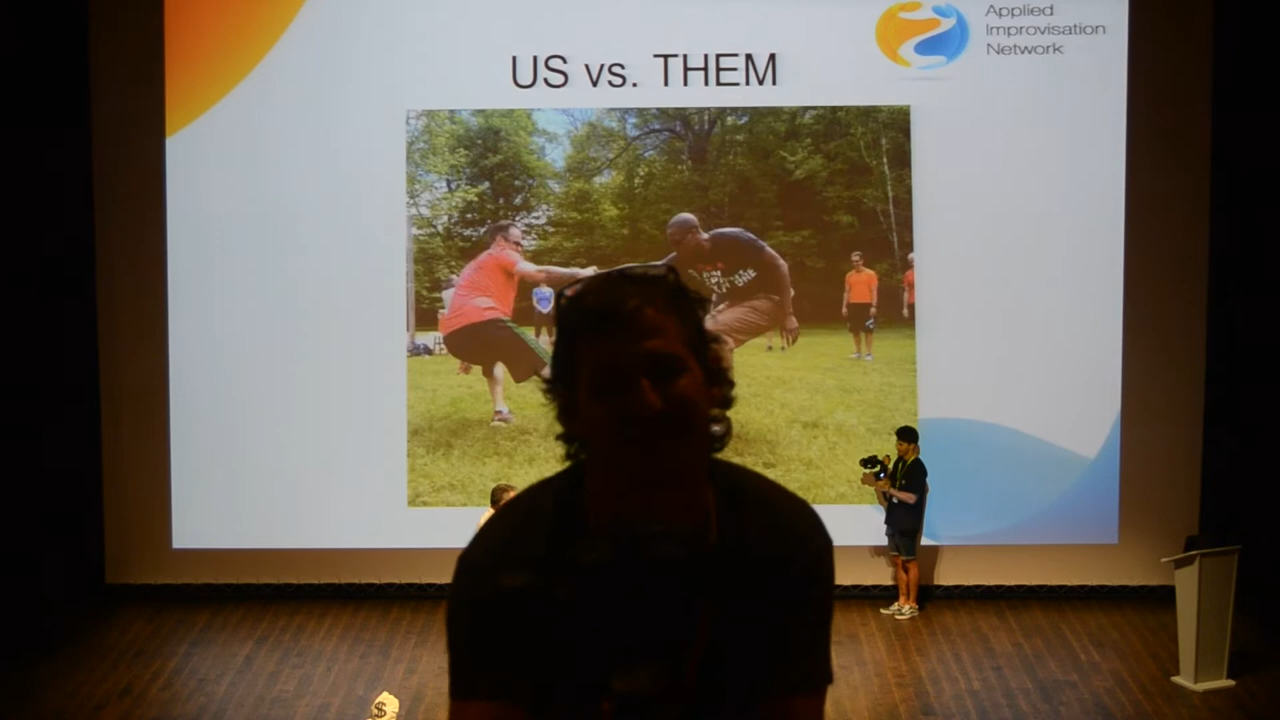 Applied
Improvisation
Network
US vs. THEM
$